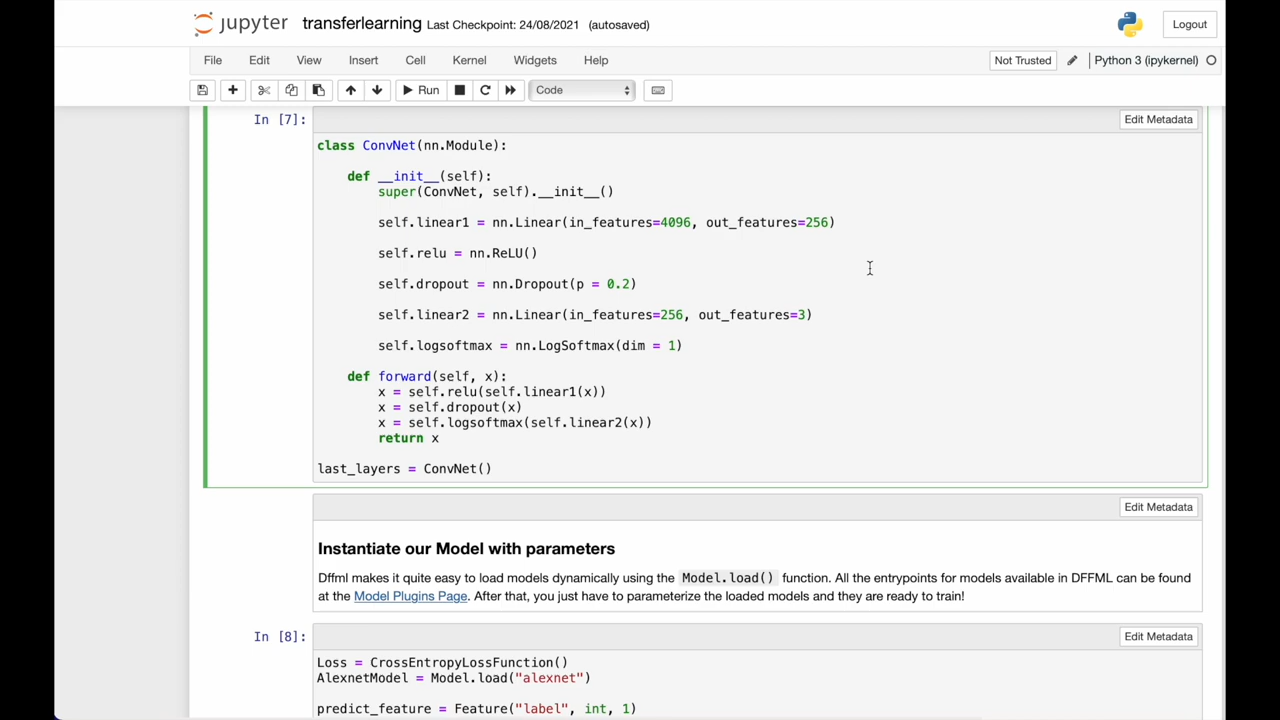 jupyter transferlearning Last Checkpoint: 24/08/2021 (autosaved) Logout
File Edit View Insert Cell Kernel Widgets Help Not Trusted Python 3 (ipykernel)
Run Code
In [7]: Edit Metadata
class ConvNet(nn.Module):
def __init__(self):
super(ConvNet, self).__init__()
self.linear1 = nn.Linear(in_features=4096, out_features=256)
self.relu = nn.ReLU()
self.dropout = nn.Dropout(p = 0.2)
self.linear2 = nn.Linear(in_features=256, out_features=3)
self.logsoftmax = nn.LogSoftmax(dim = 1)
def forward(self, x):
x = self.relu(self.linear1(x))
x = self.dropout(x)
x = self.logsoftmax(self.linear2(x))
return x
last_layers = ConvNet()
Edit Metadata
Instantiate our Model with parameters
Dffml makes it quite easy to load models dynamically using the Model.load() function. All the entrypoints for models available in DFFML can be found
at the Model Plugins Page. After that, you just have to parameterize the loaded models and they are ready to train!
In [8]: Edit Metadata
Loss = CrossEntropyLossFunction()
AlexnetModel = Model.load("alexnet")
predict_feature = Feature("label", int, 1)